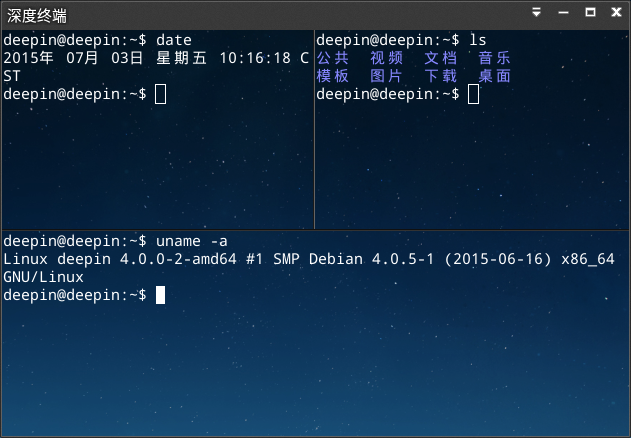 深度终端
deepin@deepin:~$ date
2015年 07月 03日 星期五 10:16:18 C
ST
deepin@deepin:~$
deepin@deepin:~$ ls
公共 视频 文档 音乐
模板 图片 下载 桌面
deepin@deepin:~$
deepin@deepin:~$ uname -a
Linux deepin 4.0.0-2-amd64 #1 SMP Debian 4.0.5-1 (2015-06-16) x86_64
GNU/Linux
deepin@deepin:~$